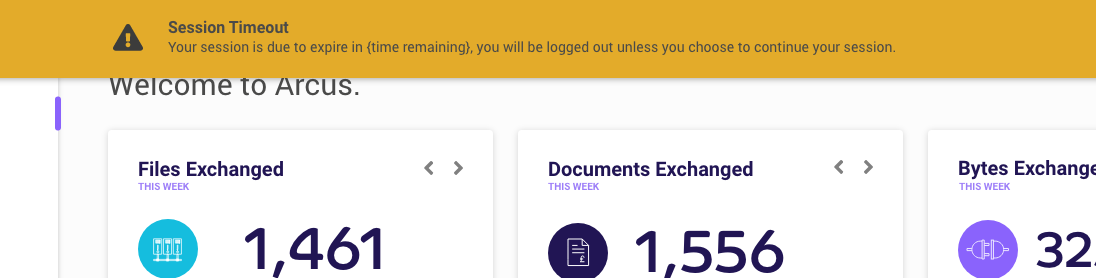 Session Timeout
Your session is due to expire in {time remaining}, you will be logged out unless you choose to continue your session.
Welcome to Arcus.
Files Exchanged
THIS WEEK
1,461
Documents Exchanged
THIS WEEK
£
1,556
Bytes Exchange
THIS WEEK
32